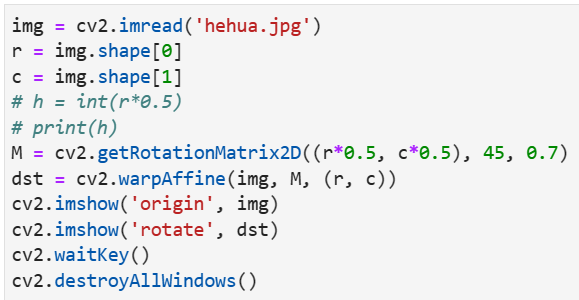 img = cv2.imread('hehua.jpg')
r = img.shape[0]
c = img.shape[1]
# h = int(r*0.5)
# print(h)
M = cv2.getRotationMatrix2D((r*0.5, c*0.5), 45, 0.7)
dst = cv2.warpAffine(img, M, (r, c))
cv2.imshow('origin', img)
cv2.imshow('rotate', dst)
cv2.waitKey()
cv2.destroyAllWindows()